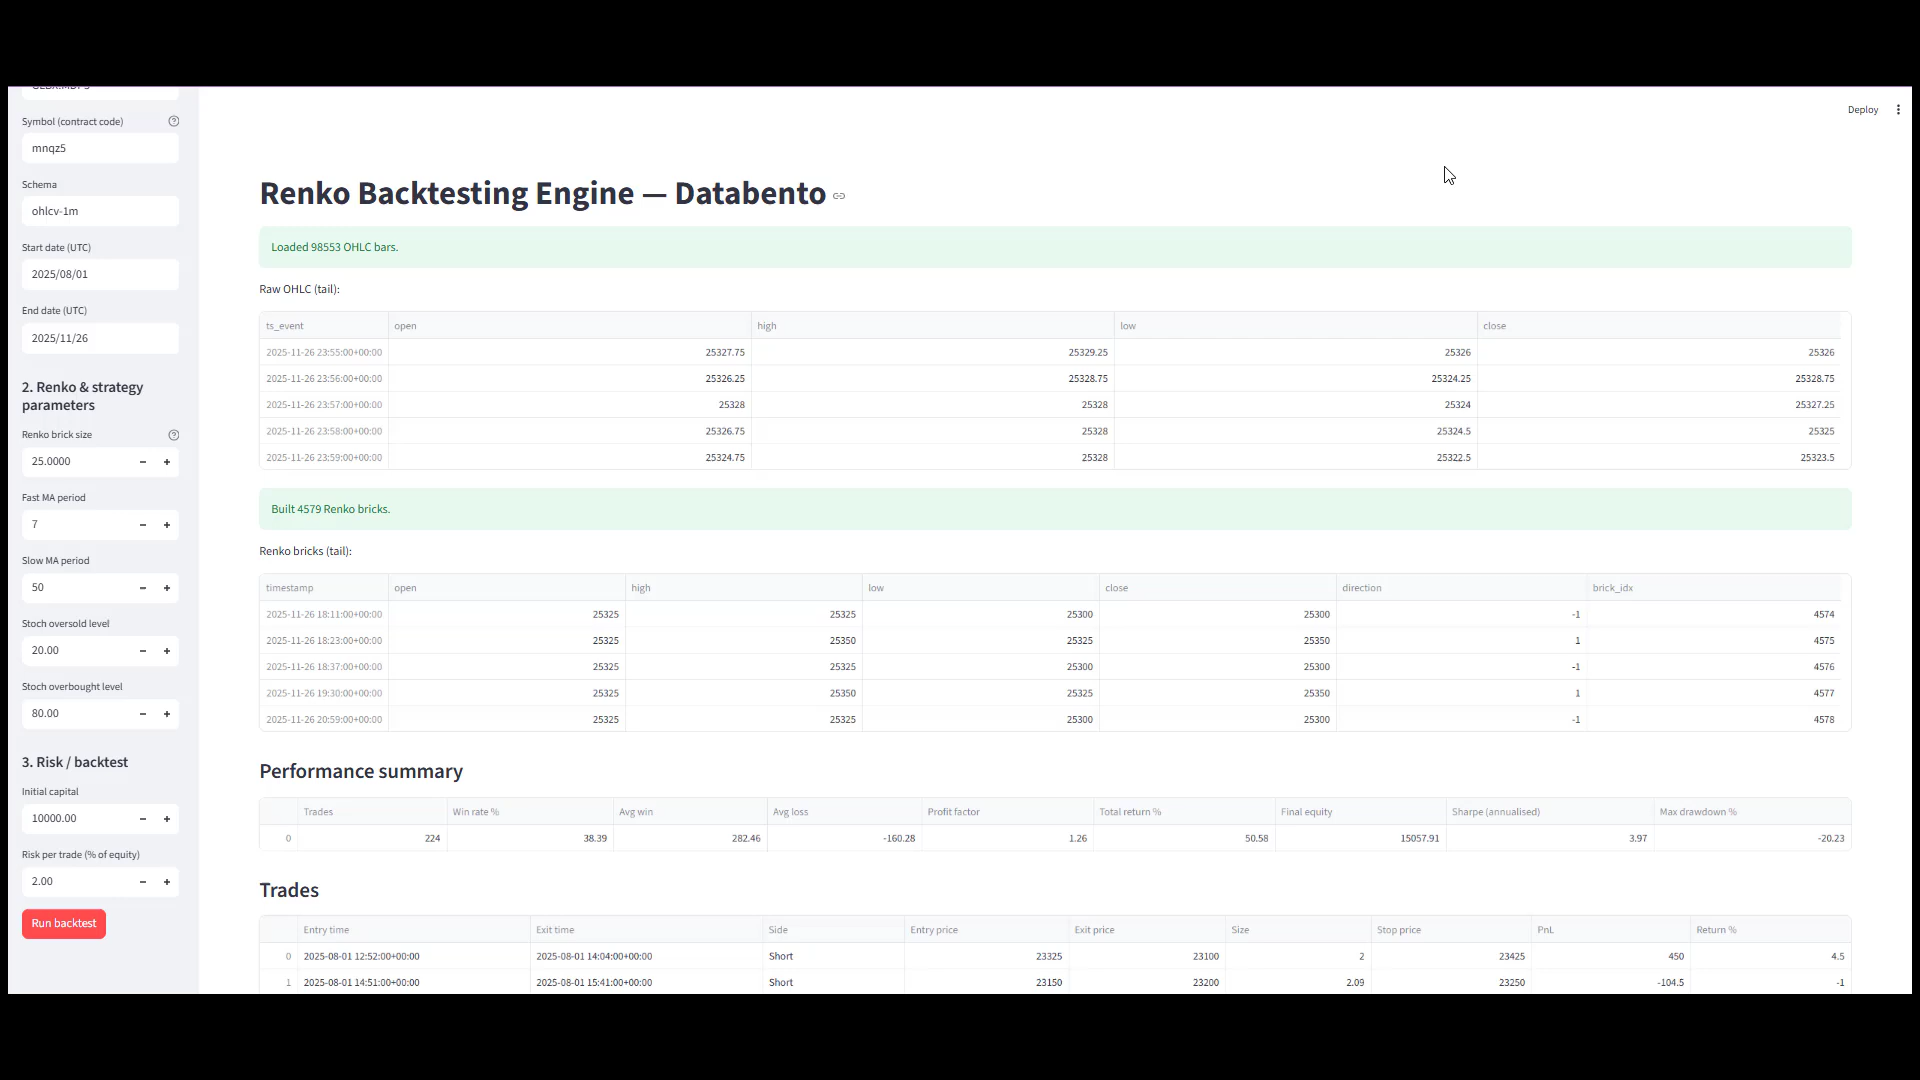 Symbol (contract code)
mnqz5
Schema
ohlcv-1m
Start date (UTC)
2025/08/01
End date (UTC)
2025/11/26
2. Renko & strategy
parameters
Renko brick size
25.0000
Fast MA period
7
Slow MA period
50
Stoch oversold level
20.00
Stoch overbought level
80.00
3. Risk / backtest
Initial capital
10000.00
Risk per trade (% of equity)
2.00
Run backtest
Deploy
Renko Backtesting Engine — Databento
Loaded 98553 OHLC bars.
Raw OHLC (tail):
ts_event open high low close
2025-11-26 23:55:00+00:00 25327.75 25329.25 25326 25326
2025-11-26 23:56:00+00:00 25326.25 25328.75 25324.25 25328.75
2025-11-26 23:57:00+00:00 25328 25328 25324 25327.25
2025-11-26 23:58:00+00:00 25326.75 25328 25324.5 25325
2025-11-26 23:59:00+00:00 25324.75 25328 25322.5 25323.5
Built 4579 Renko bricks.
Renko bricks (tail):
timestamp open high low close direction brick_idx
2025-11-26 18:11:00+00:00 25325 25325 25300 25300 -1 4574
2025-11-26 18:23:00+00:00 25325 25350 25325 25350 1 4575
2025-11-26 18:37:00+00:00 25325 25325 25300 25300 -1 4576
2025-11-26 19:30:00+00:00 25325 25350 25325 25350 1 4577
2025-11-26 20:59:00+00:00 25325 25325 25300 25300 -1 4578
Performance summary
Trades Win rate % Avg win Avg loss Profit factor Total return % Final equity Sharpe (annualised) Max drawdown %
0 224 38.39 282.46 -160.28 1.26 50.58 15057.91 3.97 -20.23
Trades
Entry time Exit time Side Entry price Exit price Size Stop price PnL Return %
0 2025-08-01 12:52:00+00:00 2025-08-01 14:04:00+00:00 Short 23325 23100 2 23425 450 4.5
1 2025-08-01 14:51:00+00:00 2025-08-01 15:41:00+00:00 Short 23150 23200 2.09 23250 -104.5 -1